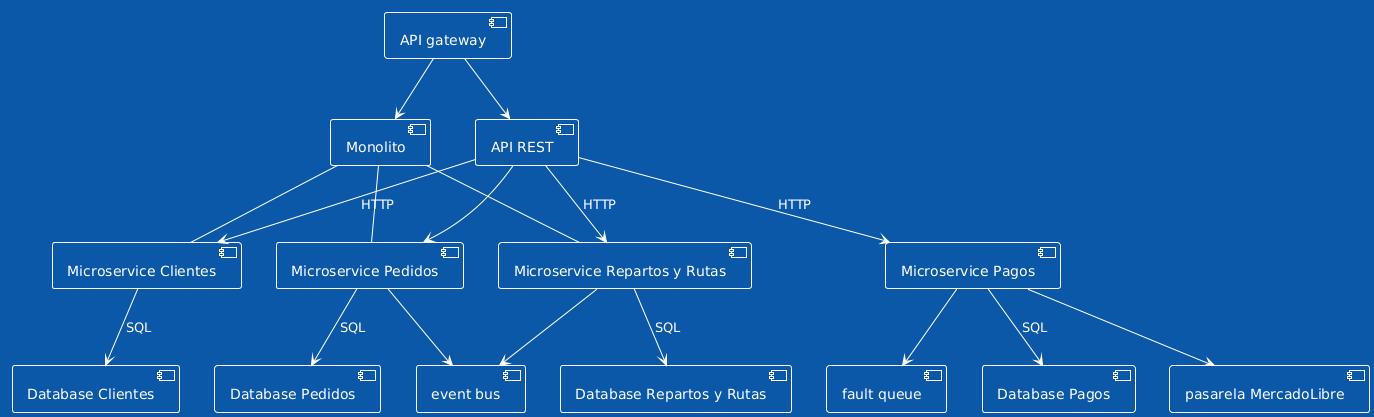 API gateway
Monolito
API REST
HTTP
HTTP
HTTP
Microservice Clientes
Microservice Pedidos
Microservice Repartos y Rutas
Microservice Pagos
SQL
SQL
SQL
SQL
Database Clientes
Database Pedidos
event bus
Database Repartos y Rutas
fault queue
Database Pagos
pasarela MercadoLibre